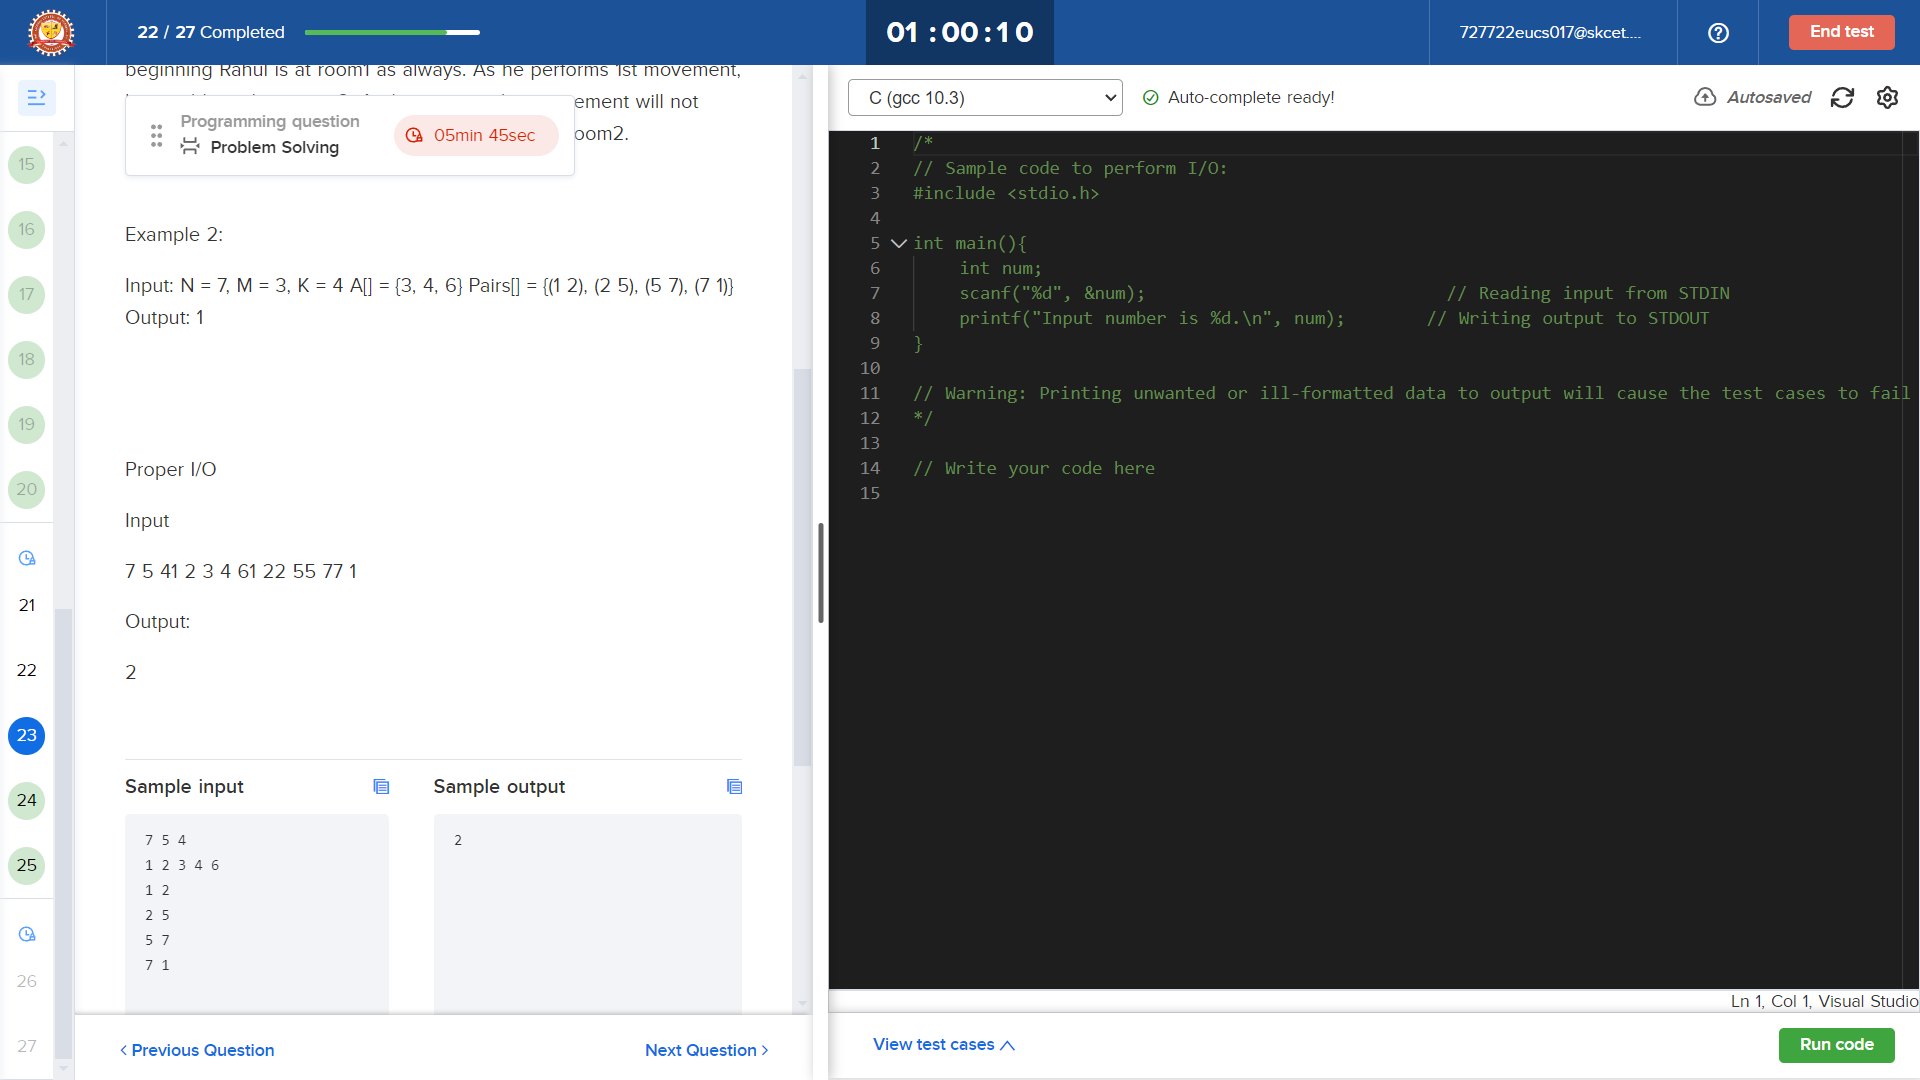 22 / 27 Completed
01 : 00 : 10
727722eucs017@skcet....
End test
beginning Rahul is at room1 as always. As he performs 1st movement,
ement will not
oom2.
Programming question
Problem Solving
05min 45sec
15
16
17
18
19
20
21
22
23
24
25
26
27
Example 2:
Input: N = 7, M = 3, K = 4 A[] = {3, 4, 6} Pairs[] = {(1 2), (2 5), (5 7), (7 1)}
Output: 1
Proper I/O
Input
7 5 41 2 3 4 61 22 55 77 1
Output:
2
Sample input
7 5 4
1 2 3 4 6
1 2
2 5
5 7
7 1
Sample output
2
< Previous Question
Next Question >
C (gcc 10.3)
Auto-complete ready!
Autosaved
1 /*
2 // Sample code to perform I/O:
3 #include <stdio.h>
4
5 int main(){
6 int num;
7 scanf("%d", &num); // Reading input from STDIN
8 printf("Input number is %d.\n", num); // Writing output to STDOUT
9 }
10
11 // Warning: Printing unwanted or ill-formatted data to output will cause the test cases to fail
12 */
13
14 // Write your code here
15
Ln 1, Col 1, Visual Studio
View test cases
Run code